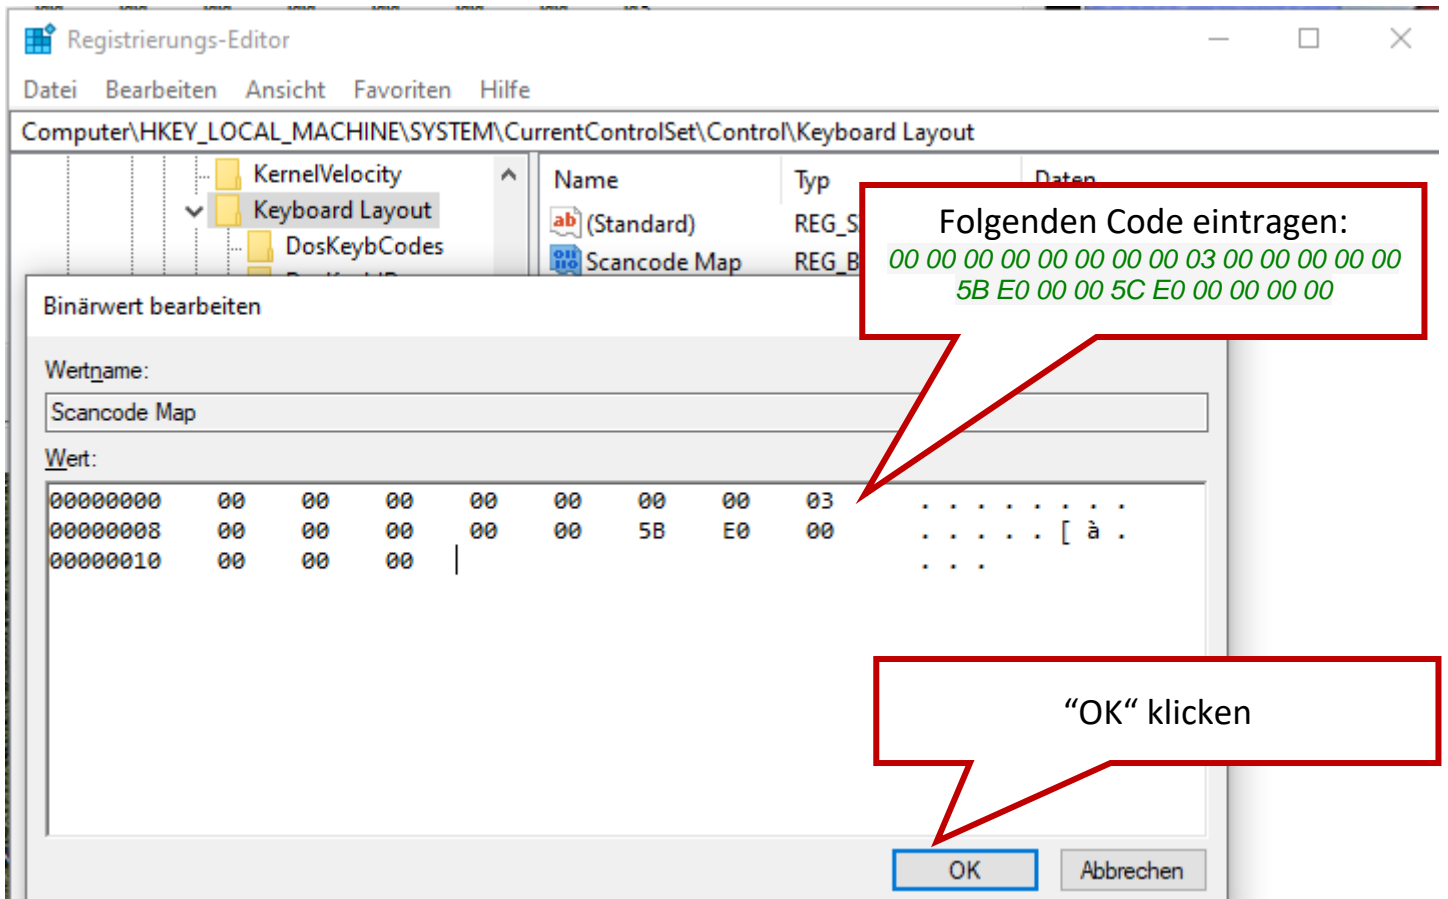 Registrierungs-Editor
Datei Bearbeiten Ansicht Favoriten Hilfe
Computer\HKEY_LOCAL_MACHINE\SYSTEM\CurrentControlSet\Control\Keyboard Layout
KernelVelocity
Keyboard Layout
DosKeybCodes
Name Typ Daten
ab (Standard) REG_S
Scancode Map REG_B
Folgenden Code eintragen:
00 00 00 00 00 00 00 00 03 00 00 00 00 00
5B E0 00 00 5C E0 00 00 00 00
Binärwert bearbeiten
Wertname:
Scancode Map
Wert:
00000000 00 00 00 00 00 00 00 03 . . . . . . . .
00000008 00 00 00 00 00 5B E0 00 . . . . . [ à .
00000010 00 00 00 . . .
“OK“ klicken
OK Abbrechen